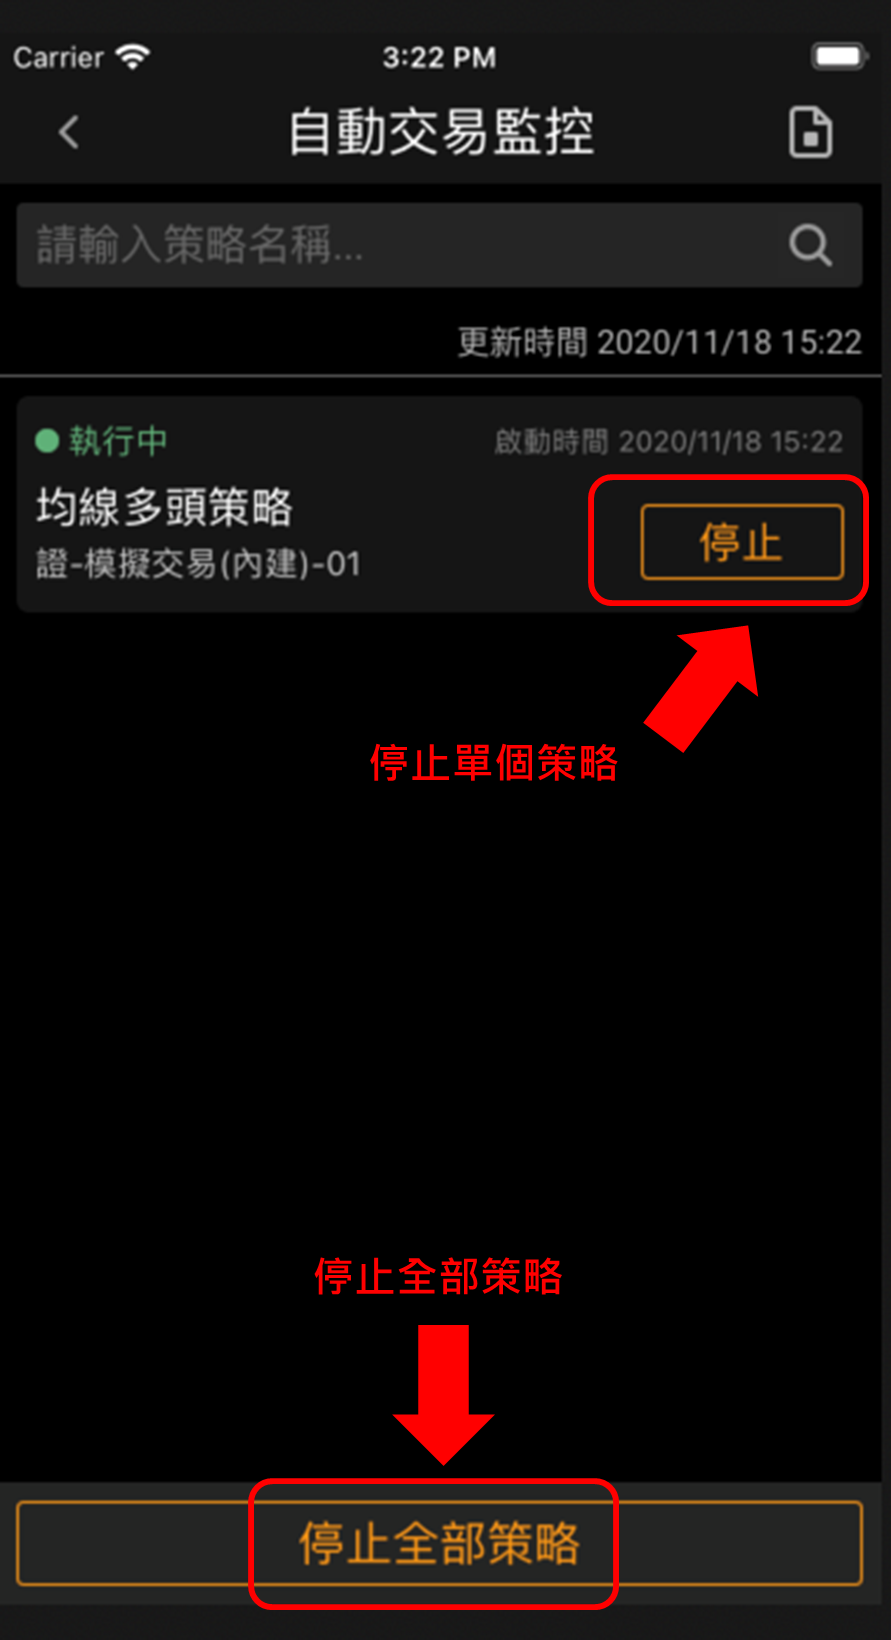 Carrier 3:22 PM
自動交易監控
請輸入策略名稱...
更新時間 2020/11/18 15:22
執行中 啟動時間 2020/11/18 15:22
均線多頭策略
證-模擬交易(內建)-01
停止
停止單個策略
停止全部策略
停止全部策略